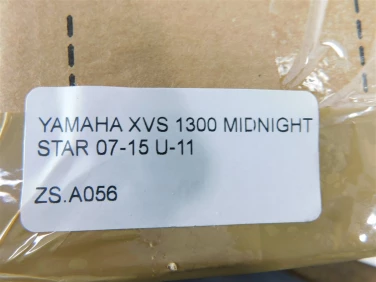 YAMAHA XVS 1300 MIDNIGHT
STAR 07-15 U-11
ZS.A056